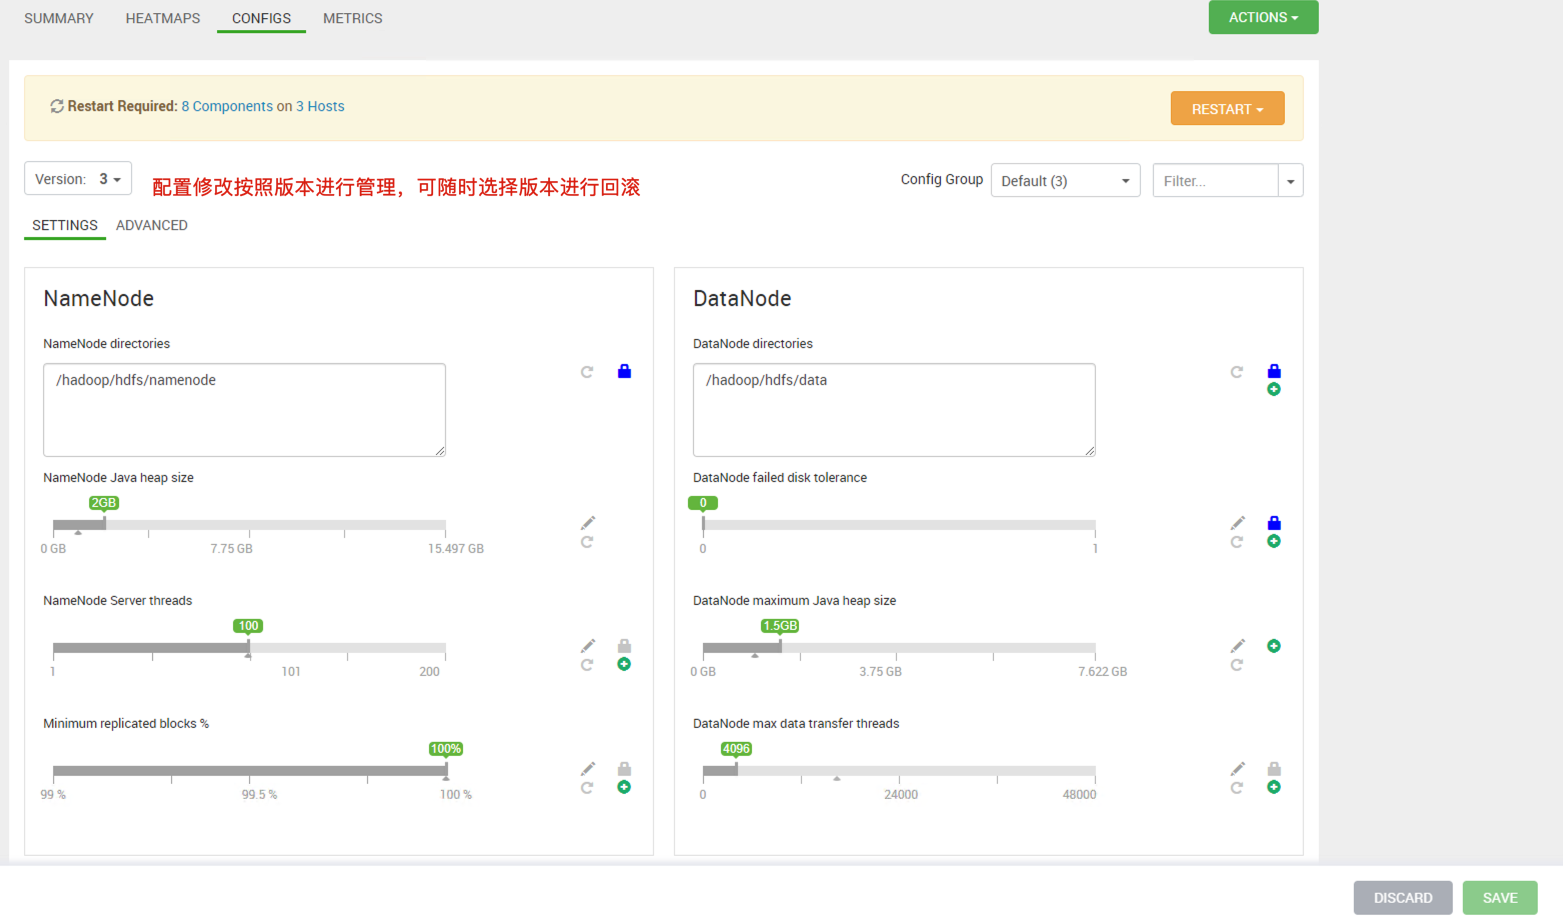 SUMMARY HEATMAPS CONFIGS METRICS ACTIONS
Restart Required: 8 Components on 3 Hosts RESTART
Version: 3 配置修改按照版本进行管理，可随时选择版本进行回滚 Config Group Default (3) Filter...
SETTINGS ADVANCED
NameNode
NameNode directories
/hadoop/hdfs/namenode
NameNode Java heap size
2GB
0 GB 7.75 GB 15.497 GB
NameNode Server threads
100
1 101 200
Minimum replicated blocks %
100%
99 % 99.5 % 100 %
DataNode
DataNode directories
/hadoop/hdfs/data
DataNode failed disk tolerance
0
0 1
DataNode maximum Java heap size
1.5GB
0 GB 3.75 GB 7.622 GB
DataNode max data transfer threads
4096
0 24000 48000
DISCARD SAVE